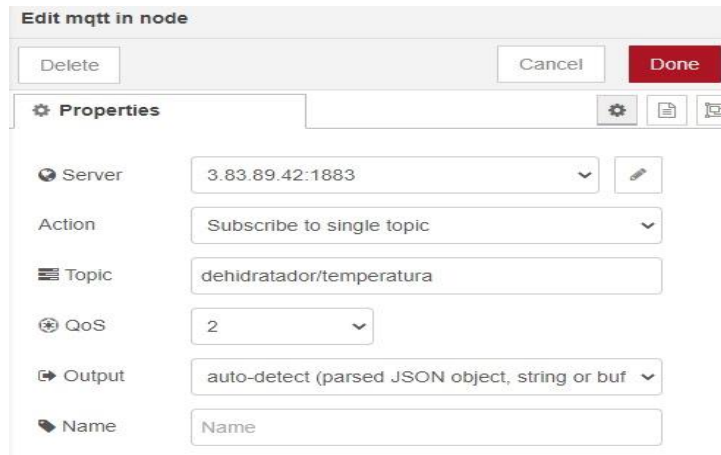 Edit mqtt in node
Delete
Cancel
Done
Properties
Server
3.83.89.42:1883
Action
Subscribe to single topic
Topic
dehidratador/temperatura
QoS
2
Output
auto-detect (parsed JSON object, string or buf
Name
Name